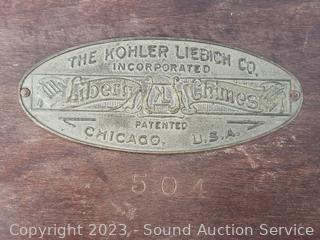 THE KOHLER LIEBICH CO.
INCORPORATED
Liberty Chimes
PATENTED
CHICAGO, U.S.A.
504
Copyright 2023, - Sound Auction Service